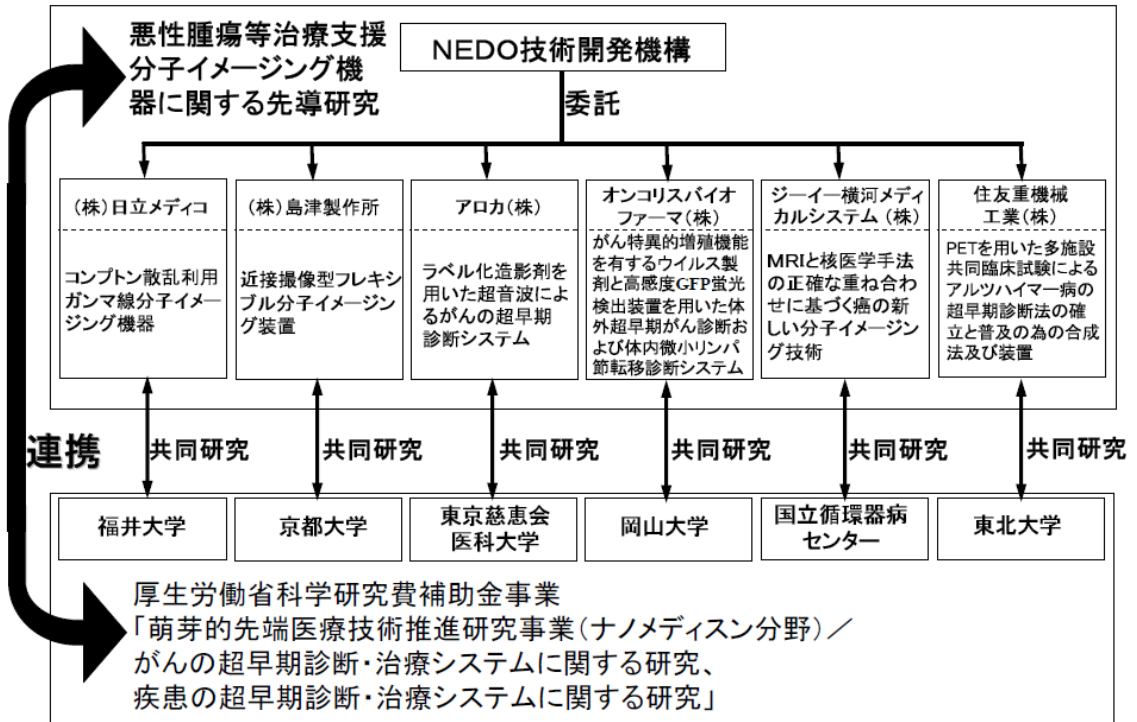 悪性腫瘍等治療支援
分子イメージング機
器に関する先導研究
NEDO技術開発機構
委託
(株)日立メディコ
コンプトン散乱利用
ガンマ線分子イメー
ジング機器
(株)島津製作所
近接撮像型フレキシ
ブル分子イメージン
グ装置
アロカ(株)
ラベル化造影剤を
用いた超音波によ
るがんの超早期
診断システム
オンコリスバイオ
ファーマ(株)
がん特異的増殖機能
を有するウイルス製
剤と高感度GFP蛍光
検出装置を用いた体
外超早期がん診断お
よび体内微小リンパ
節転移診断システム
ジーイー横河メディ
カルシステム(株)
MRIと核医学手法
の正確な重ね合わ
せに基づく癌の新
しい分子イメージン
グ技術
住友重機械
工業(株)
PETを用いた多施設
共同臨床試験による
アルツハイマー病の
超早期診断法の確
立と普及の為の合成
法及び装置
連携
共同研究
共同研究
共同研究
共同研究
共同研究
共同研究
福井大学
京都大学
東京慈恵会
医科大学
岡山大学
国立循環器病
センター
東北大学
厚生労働省科学研究費補助金事業
「萌芽的先端医療技術推進研究事業(ナノメディスン分野)／
がんの超早期診断・治療システムに関する研究、
疾患の超早期診断・治療システムに関する研究」